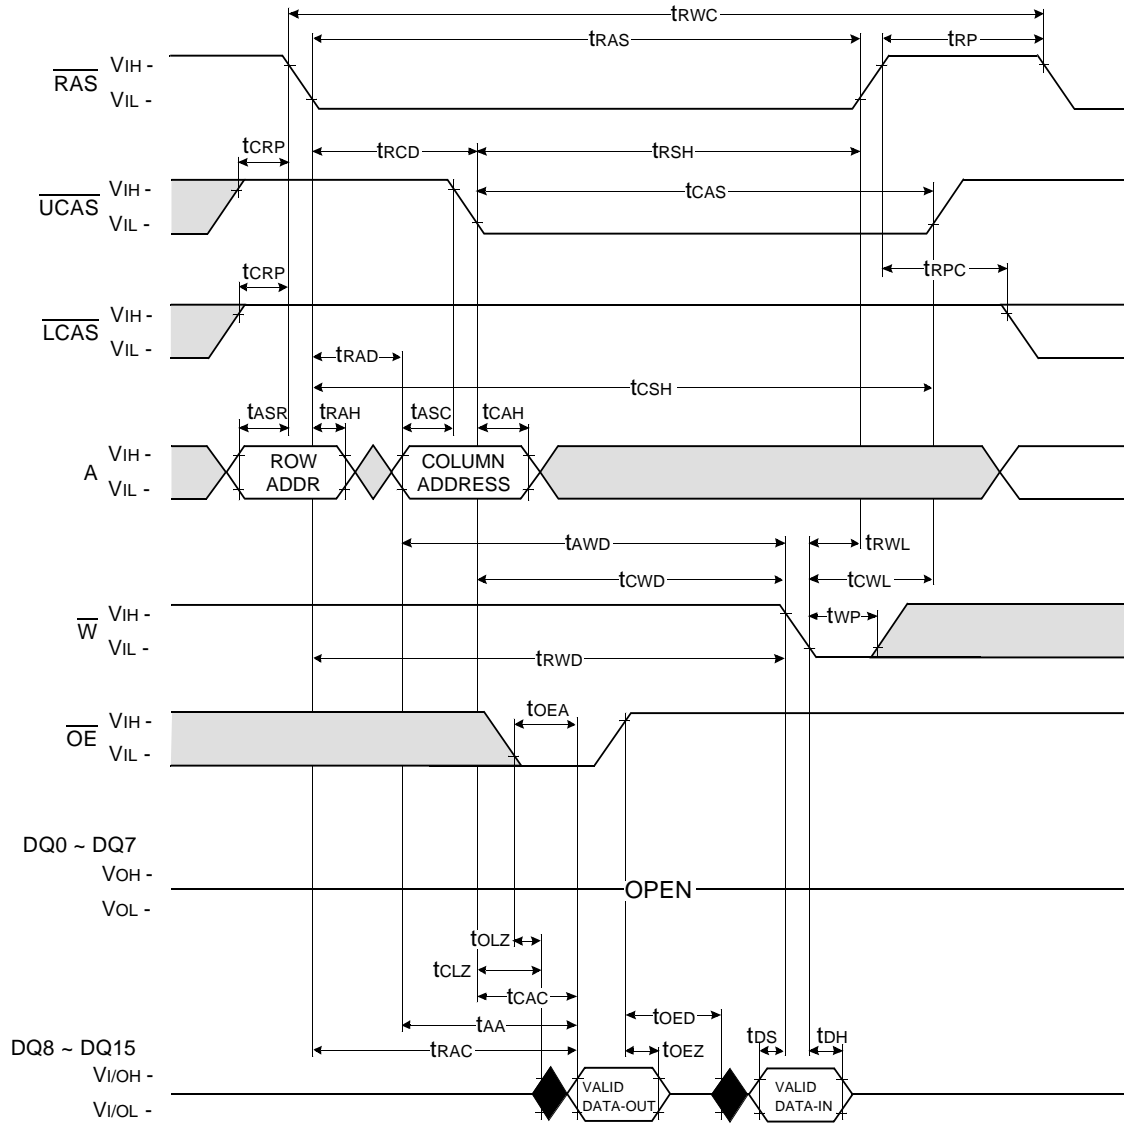 tRWC
tRAS
tRP
RAS
VIH -
VIL -
tCRP
tRCD
tRSH
UCAS
VIH -
VIL -
tCAS
tCRP
tRPC
LCAS
VIH -
VIL -
tRAD
tCSH
tASR
tRAH
tASC
tCAH
A
VIH -
VIL -
ROW
ADDR
COLUMN
ADDRESS
tAWD
tRWL
tCWD
tCWL
W
VIH -
VIL -
tWP
tRWD
OE
VIH -
VIL -
tOEA
DQ0 ~ DQ7
VOH -
VOL -
OPEN
tOLZ
tCLZ
tCAC
tAA
tOED
tRAC
tOEZ
tDS
tDH
DQ8 ~ DQ15
VI/OH -
VI/OL -
VALID
DATA-OUT
VALID
DATA-IN